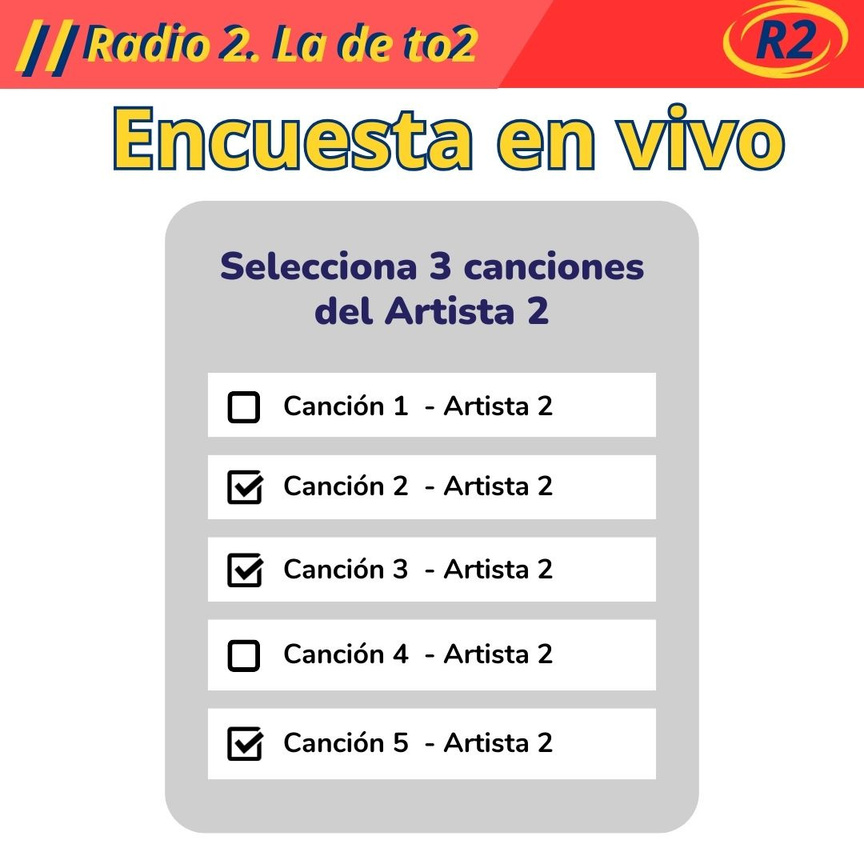 Radio 2. La de to2
R2
Encuesta en vivo
Selecciona 3 canciones
del Artista 2
Canción 1 - Artista 2
Canción 2 - Artista 2
Canción 3 - Artista 2
Canción 4 - Artista 2
Canción 5 - Artista 2